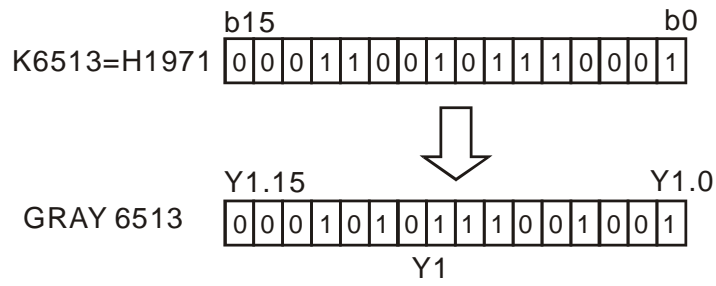 b15 b0
K6513=H1971 0 0 0 1 1 0 0 1 0 1 1 1 0 0 0 1
Y1.15 Y1.0
GRAY 6513 0 0 0 1 0 1 0 1 1 1 0 0 1 0 0 1
Y1